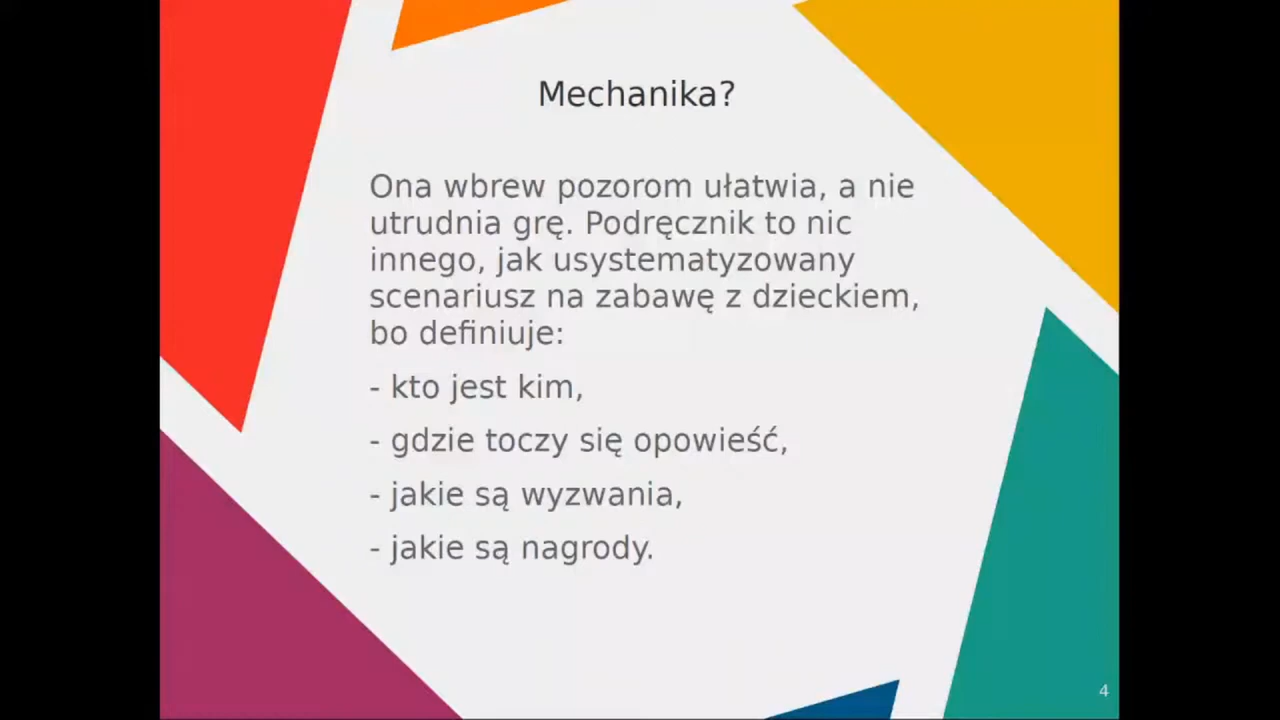 Mechanika?
Ona wbrew pozorom ułatwia, a nie
utrudnia grę. Podręcznik to nic
innego, jak usystematyzowany
scenariusz na zabawę z dzieckiem,
bo definiuje:
- kto jest kim,
- gdzie toczy się opowieść,
- jakie są wyzwania,
- jakie są nagrody.
4